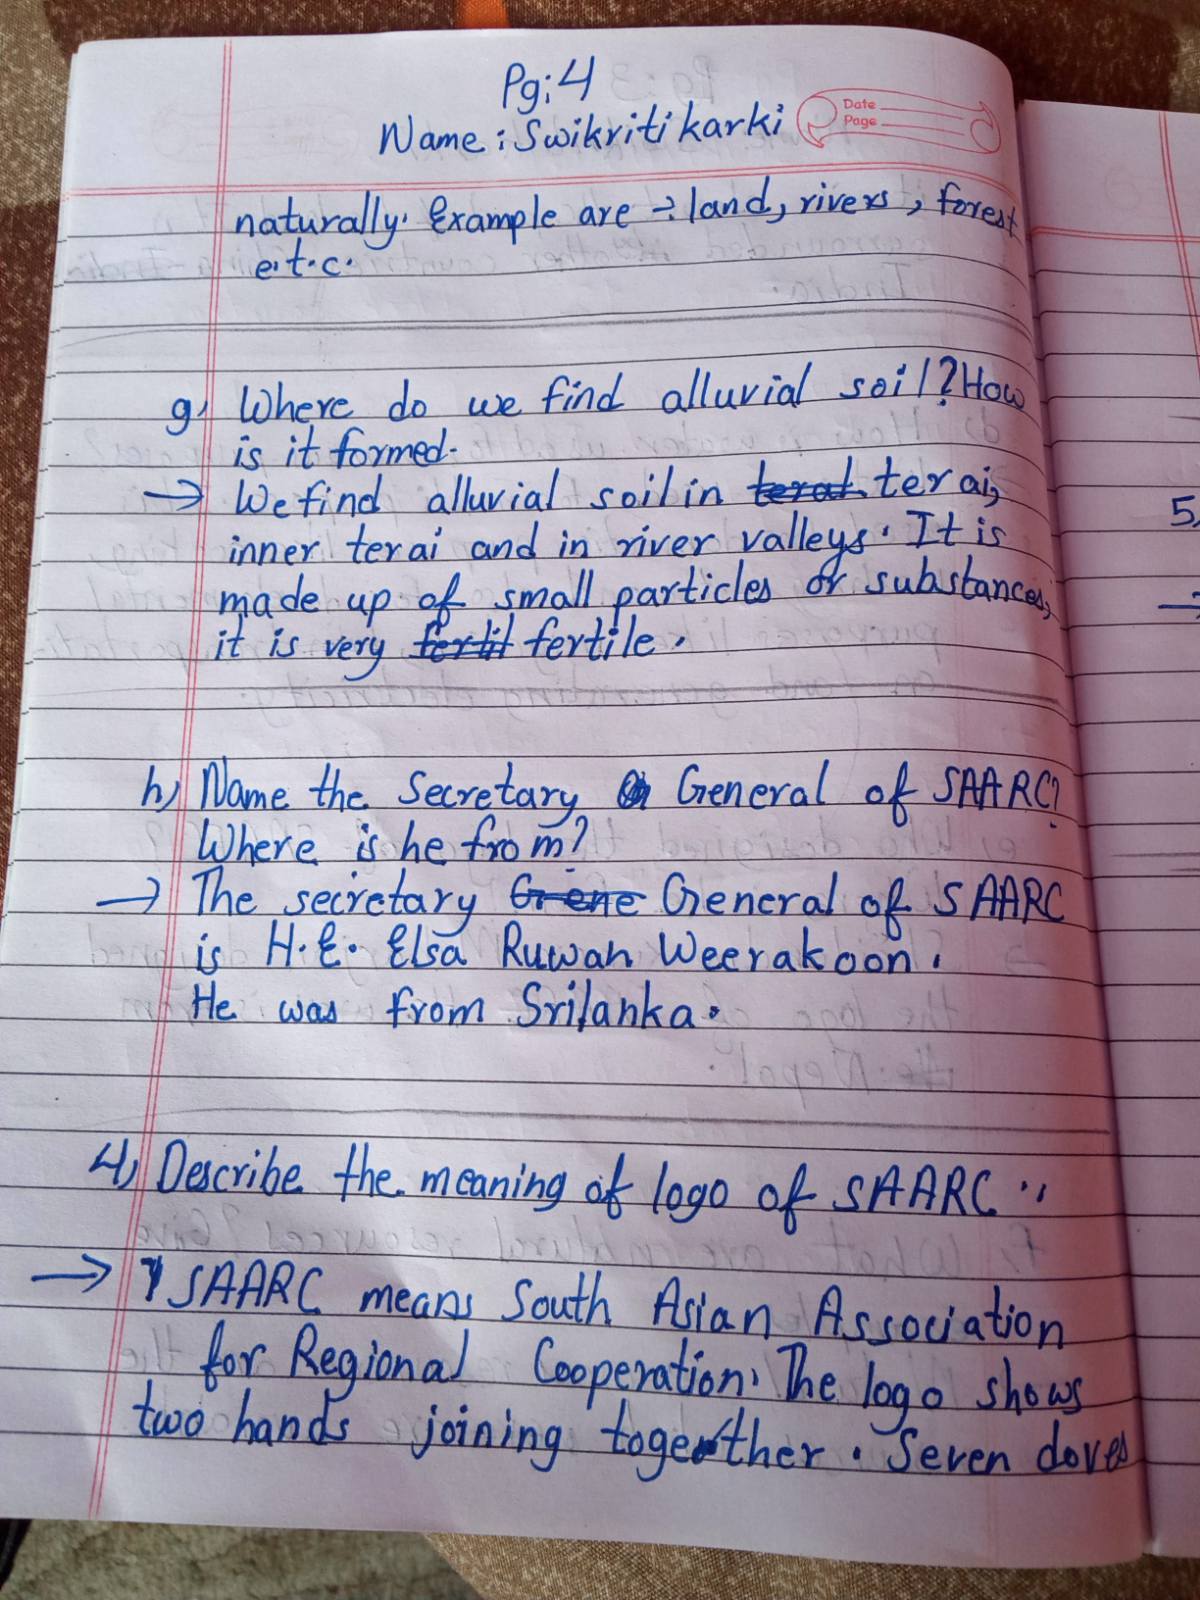 Pg:4
Name : Swikriti karki
Date
Page
naturally. Example are :- land, rivers, forest
e.t.c.
g) Where do we find alluvial soil? How
is it formed.
→ We find alluvial soil in terai,
inner terai and in river valleys. It is
made up of small particles or substances,
it is very fertile.
h) Name the Secretary General of SAARC?
Where is he from?
→ The secretary General of SAARC
is H.E. Elsa Ruwan Weerakoon.
He was from Srilanka.
4) Describe the meaning of logo of SAARC.
→ SAARC means South Asian Association
for Regional Cooperation. The logo shows
two hands joining together. Seven doves
5,